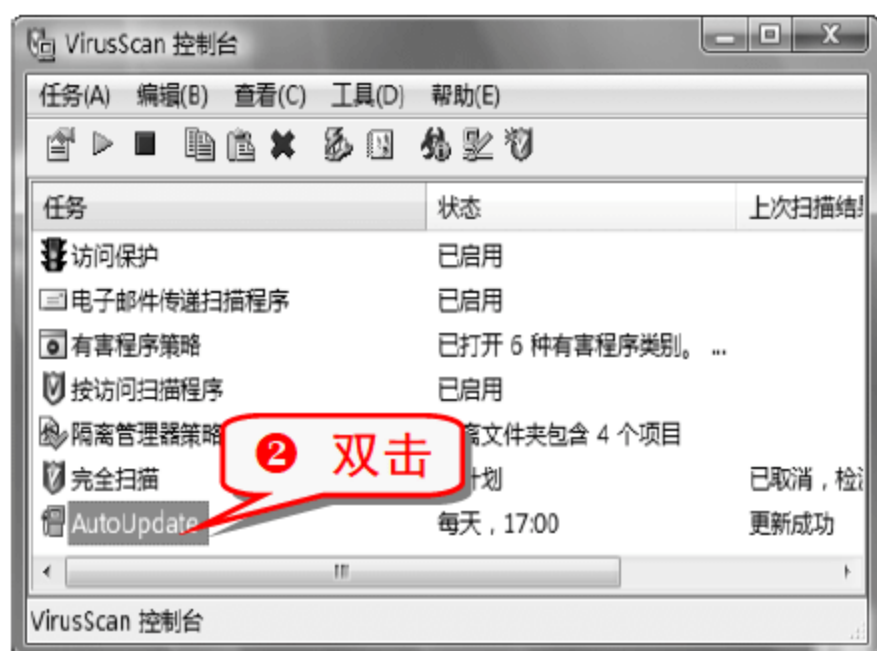 VirusScan 控制台
任务(A) 编辑(B) 查看(C) 工具(D) 帮助(E)
任务 状态 上次扫描结
访问保护 已启用
电子邮件传递扫描程序 已启用
有害程序策略 已打开 6 种有害程序类别。 ...
按访问扫描程序 已启用
隔离管理器策略 文件夹包含 4 个项目
❷ 双击
完全扫描 划 已取消，检
AutoUpdate 每天，17:00 更新成功
VirusScan 控制台